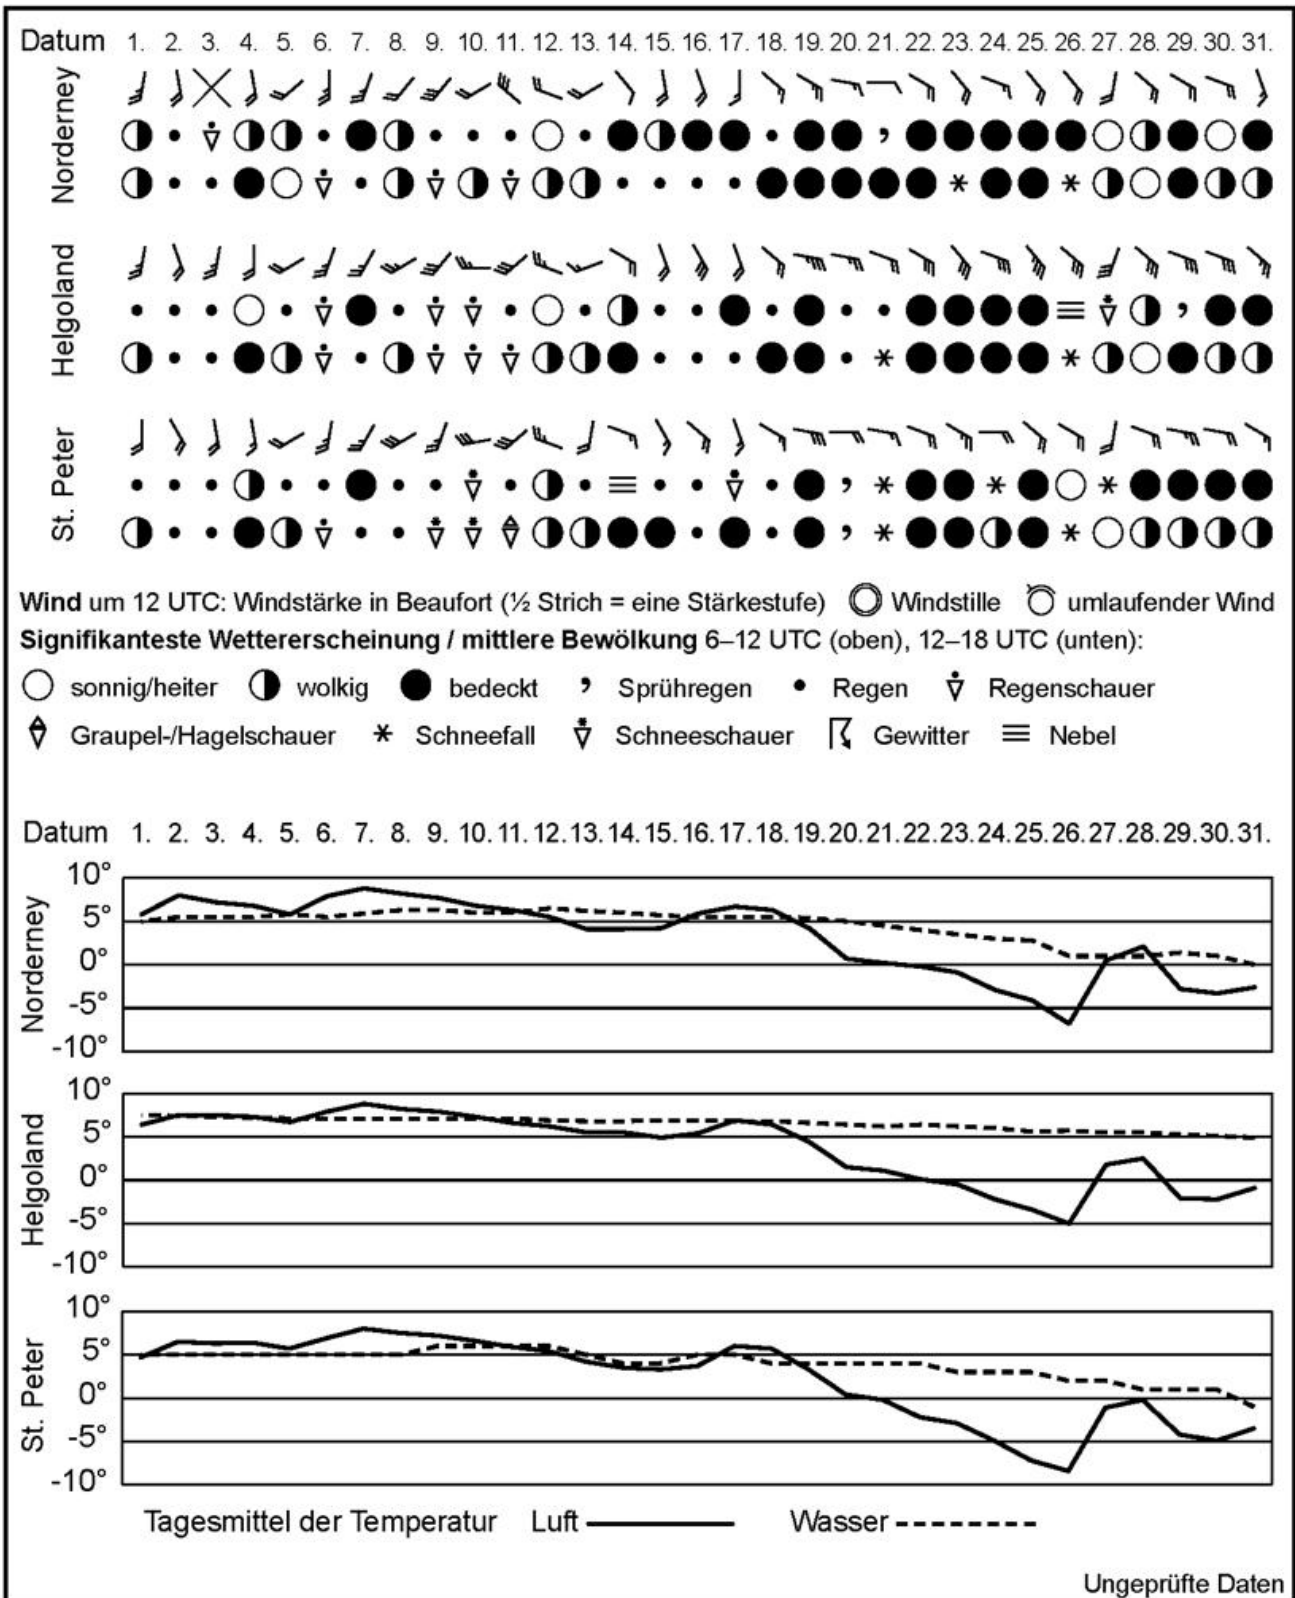 Datum 1. 2. 3. 4. 5. 6. 7. 8. 9. 10. 11. 12. 13. 14. 15. 16. 17. 18. 19. 20. 21. 22. 23. 24. 25. 26. 27. 28. 29. 30. 31.
Norderney
Helgoland
St. Peter
Wind um 12 UTC: Windstärke in Beaufort (½ Strich = eine Stärkestufe) Windstille umlaufender Wind
Signifikanteste Wettererscheinung / mittlere Bewölkung 6–12 UTC (oben), 12–18 UTC (unten):
sonnig/heiter wolkig bedeckt Sprühregen Regen Regenschauer
Graupel-/Hagelschauer Schneefall Schneeschauer Gewitter Nebel
Datum 1. 2. 3. 4. 5. 6. 7. 8. 9. 10. 11. 12. 13. 14. 15. 16. 17. 18. 19. 20. 21. 22. 23. 24. 25. 26. 27. 28. 29. 30. 31.
Norderney
10°
5°
0°
-5°
-10°
Helgoland
10°
5°
0°
-5°
-10°
St. Peter
10°
5°
0°
-5°
-10°
Tagesmittel der Temperatur Luft Wasser
Ungeprüfte Daten